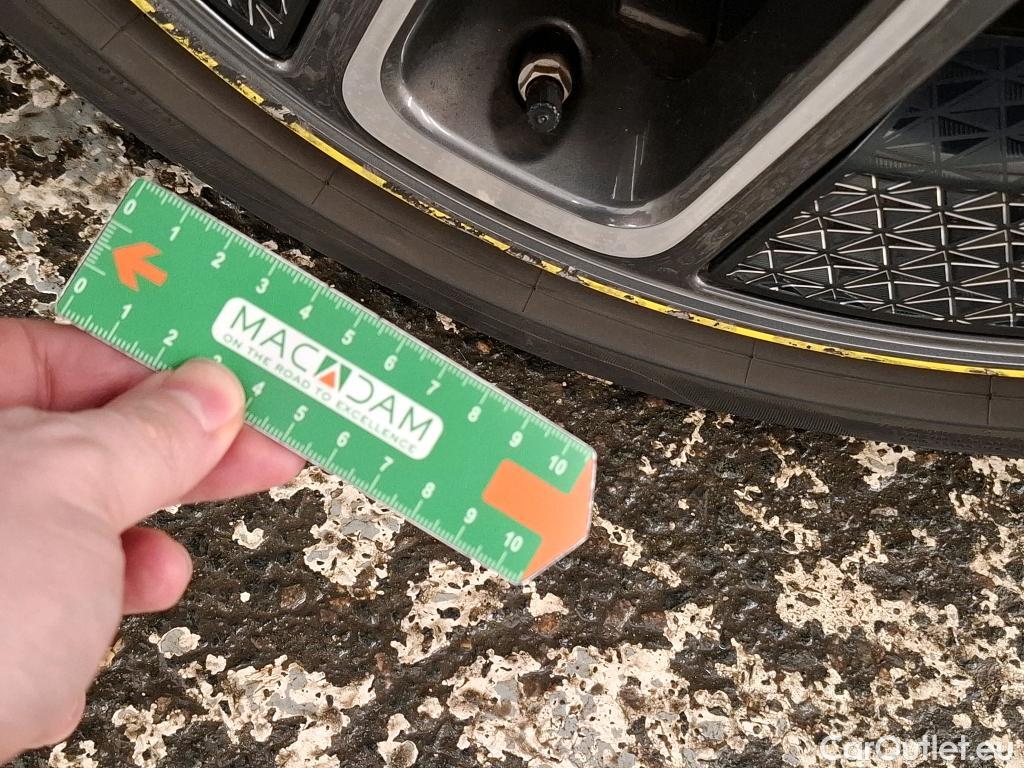 0 1 2 3 4 5 6 7 8 9 10
MACADAM
ON THE ROAD TO EXCELLENCE
0 1 2 4 5 6 7 8 9 10
CarOutlet.eu